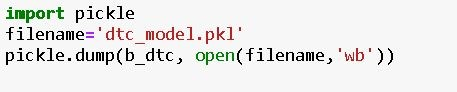 import pickle
filename='dtc_model.pkl'
pickle.dump(b_dtc, open(filename,'wb'))